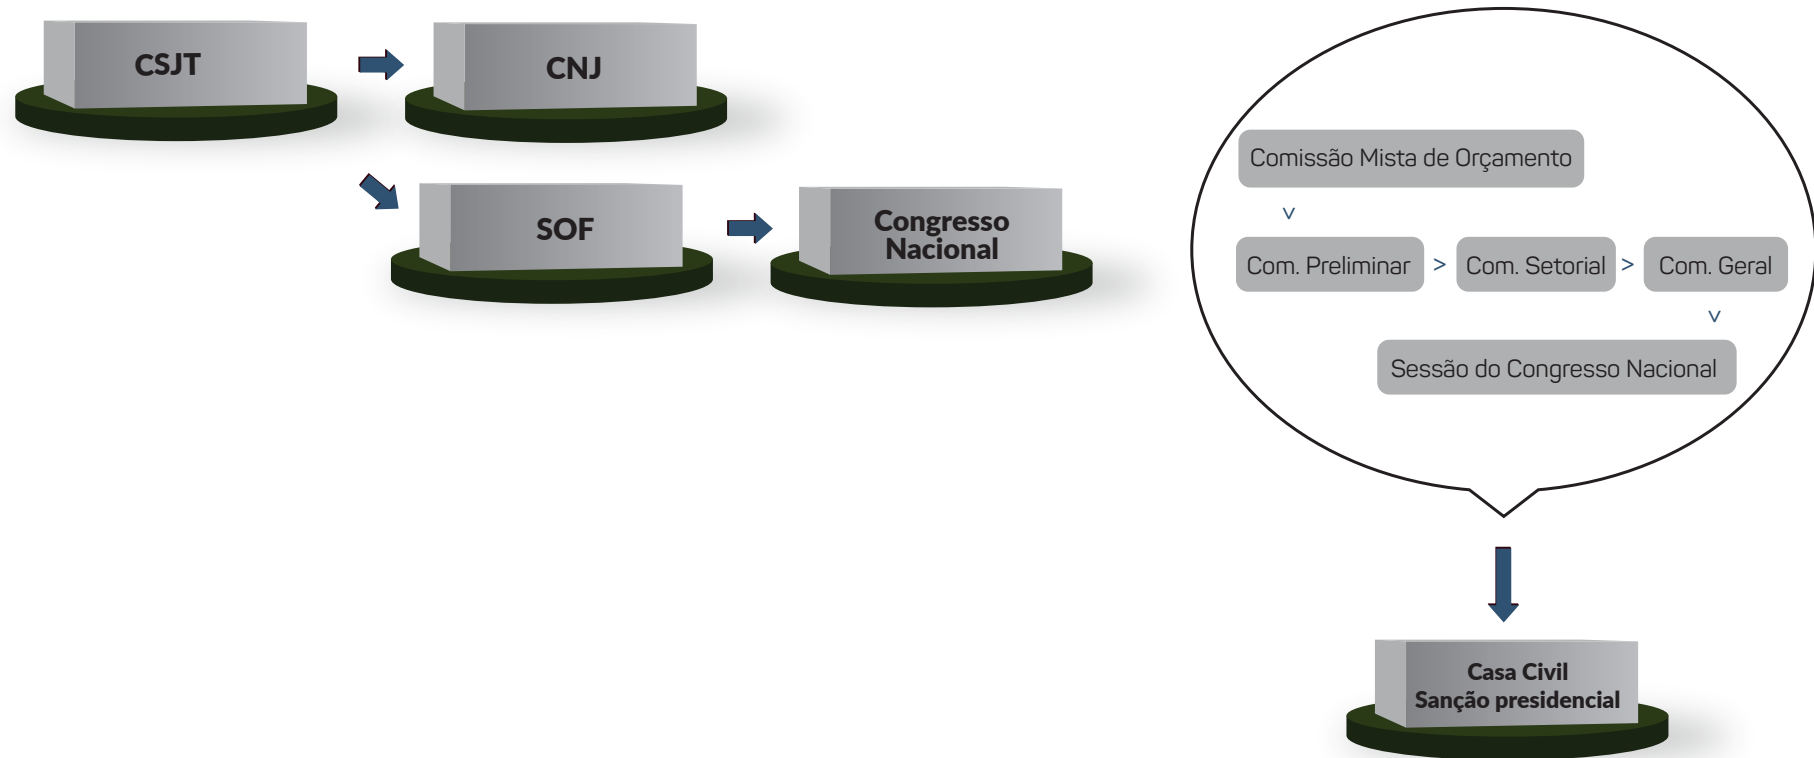 CSJT
CNJ
SOF
Congresso
Nacional
Comissão Mista de Orçamento
v
Com. Preliminar > Com. Setorial > Com. Geral
v
Sessão do Congresso Nacional
Casa Civil
Sanção presidencial